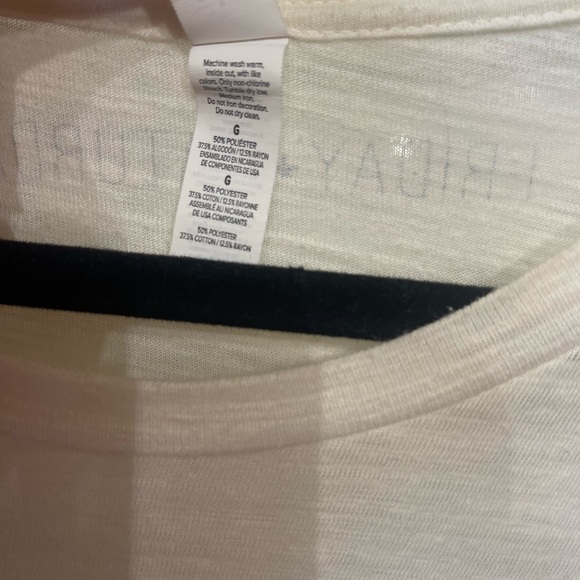 Machine wash warm,
inside out, with like
colors. Only non-chlorine
bleach. Tumble dry low.
Medium iron.
Do not iron decoration.
Do not dry clean.
G
50% POLIÉSTER
37.5% ALGODÓN / 12.5% RAYON
ENSAMBLADO EN NICARAGUA
DE COMPONENTES DE USA
G
50% POLYESTER
37.5% COTON / 12.5% RAYONNE
ASSEMBLÉ AU NICARAGUA
DE USA COMPOSANTS
50% POLYESTER
37.5% COTTON / 12.5% RAYON